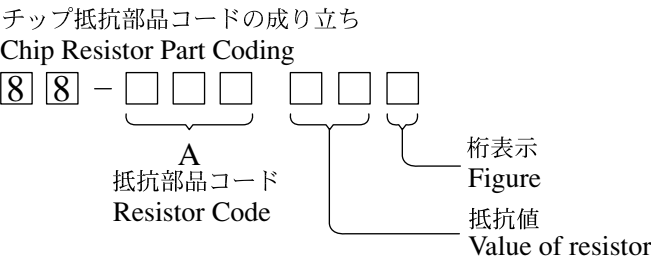 チップ抵抗部品コードの成り立ち
Chip Resistor Part Coding
8 8 – □ □ □ □ □ □
A
抵抗部品コード
Resistor Code
桁表示
Figure
抵抗値
Value of resistor